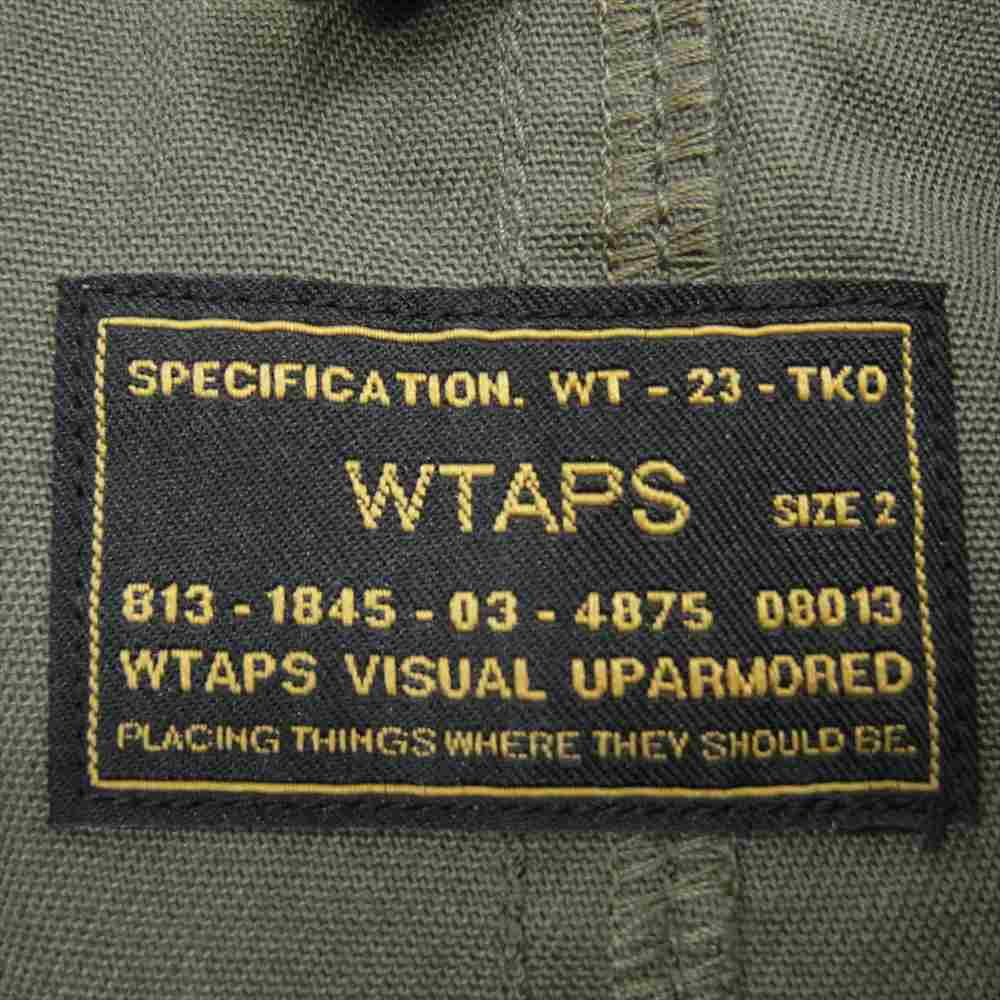 SPECIFICATION. WT - 23 - TKO
WTAPS SIZE 2
813 - 1845 - 03 - 4875 08013
WTAPS VISUAL UPARMORED
PLACING THINGS WHERE THEY SHOULD BE.